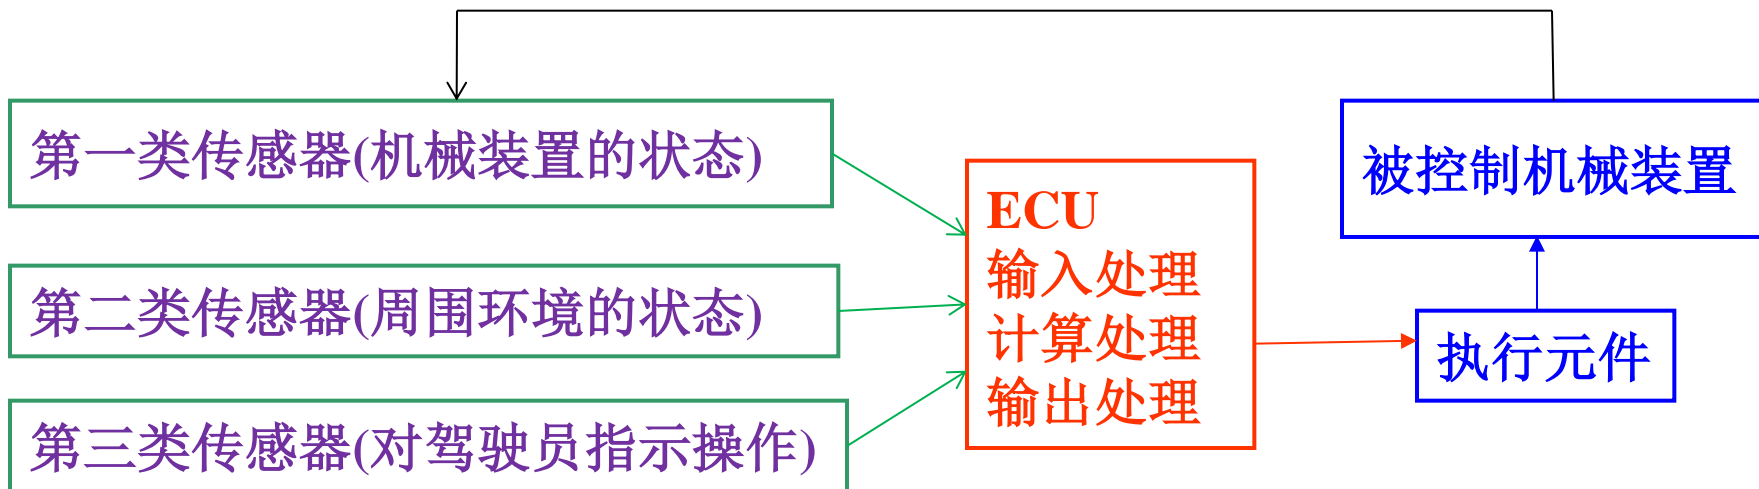 第一类传感器(机械装置的状态)
第二类传感器(周围环境的状态)
第三类传感器(对驾驶员指示操作)
ECU
输入处理
计算处理
输出处理
被控制机械装置
执行元件